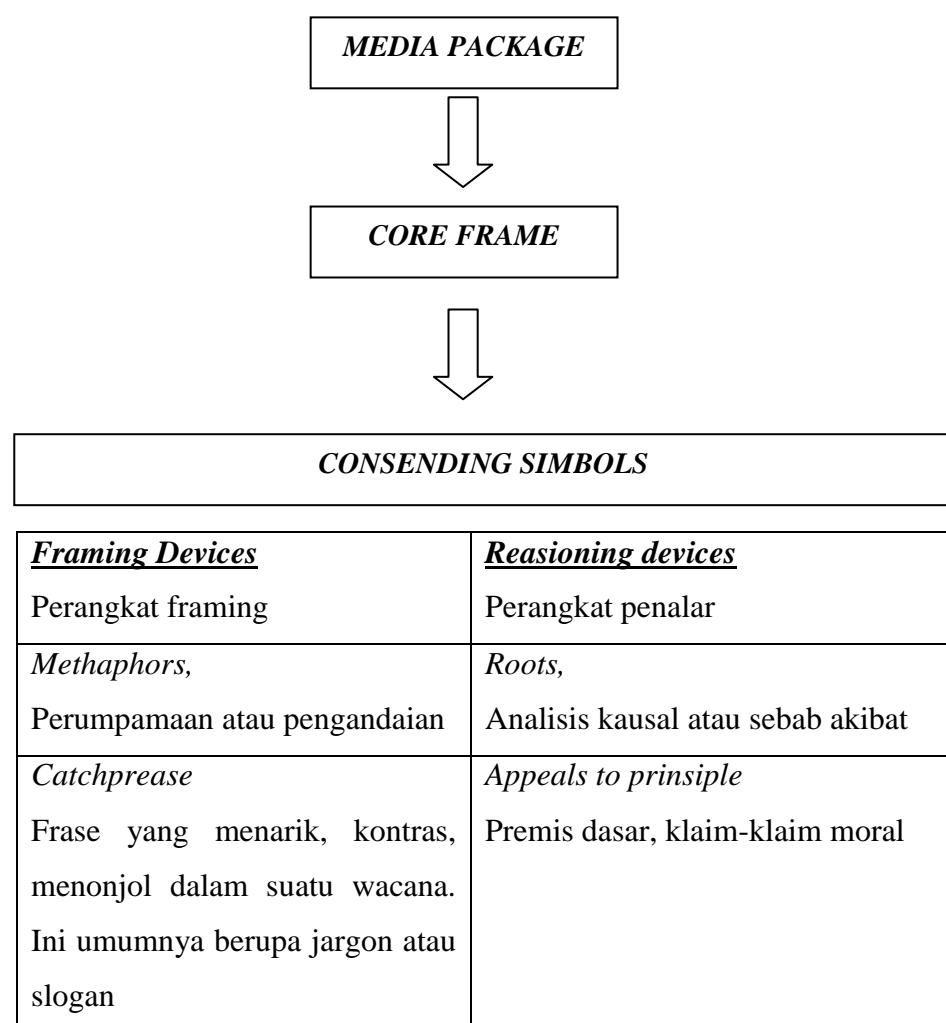 MEDIA PACKAGE
CORE FRAME
CONSENDING SIMBOLS
Framing Devices
Perangkat framing
Reasioning devices
Perangkat penalar
Methaphors,
Perumpamaan atau pengandaian
Roots,
Analisis kausal atau sebab akibat
Catchprease
Frase yang menarik, kontras,
menonjol dalam suatu wacana.
Ini umumnya berupa jargon atau
slogan
Appeals to prinsiple
Premis dasar, klaim-klaim moral